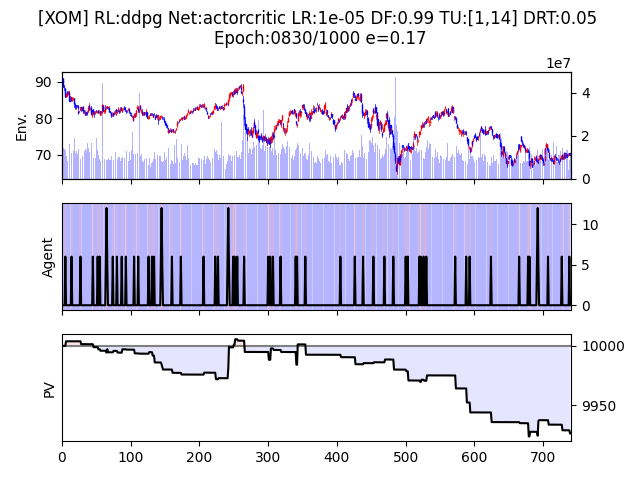 [XOM] RL:ddpg Net:actorcritic LR:1e-05 DF:0.99 TU:[1,14] DRT:0.05
Epoch:0830/1000 e=0.17
1e7
90
80
70
Env.
4
2
0
Agent
10
5
0
PV
10000
9950
0 100 200 300 400 500 600 700